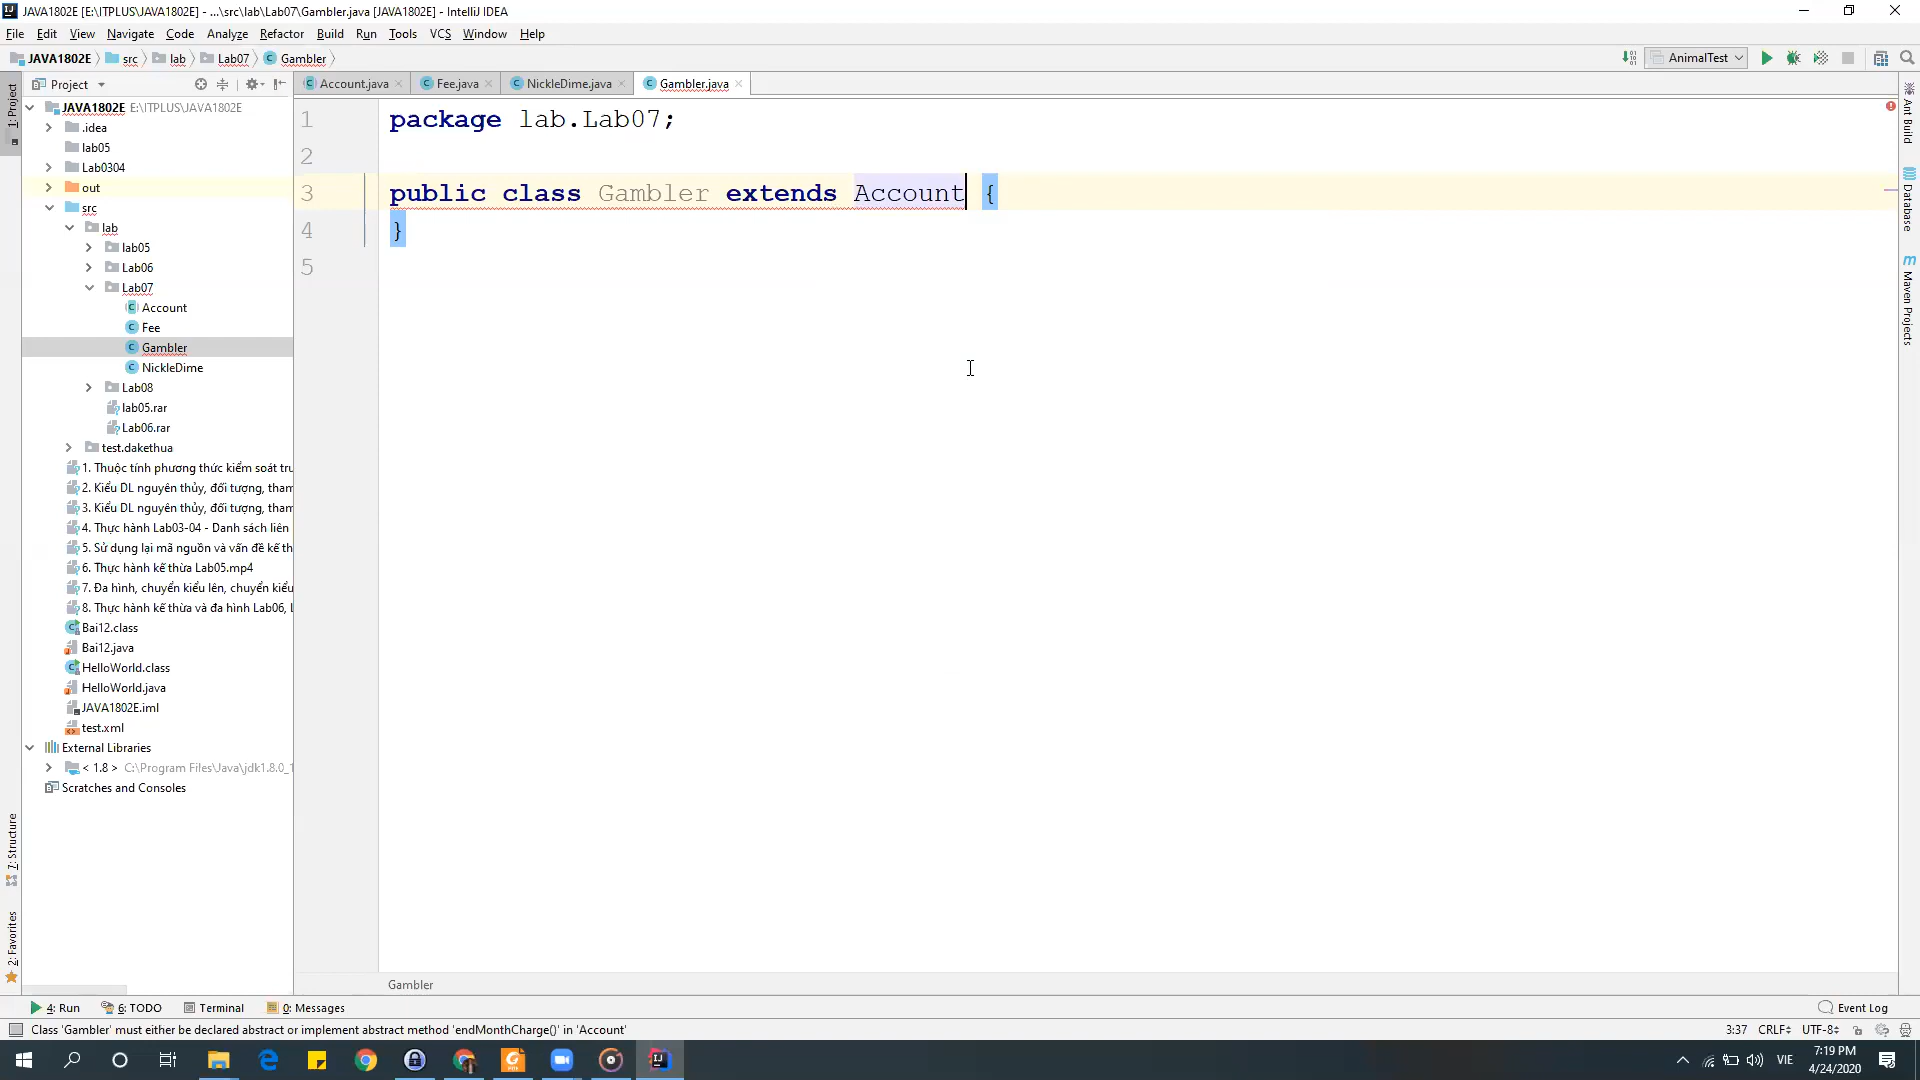 JAVA1802E [E:\ITPLUS\JAVA1802E] - ...\src\lab\Lab07\Gambler.java [JAVA1802E] - IntelliJ IDEA
File Edit View Navigate Code Analyze Refactor Build Run Tools VCS Window Help
JAVA1802E src lab Lab07 Gambler
AnimalTest
Project
Account.java Fee.java NickleDime.java Gambler.java
1: Project
7: Structure
2: Favorites
JAVA1802E E:\ITPLUS\JAVA1802E
.idea
lab05
Lab0304
out
src
lab
lab05
Lab06
Lab07
Account
Fee
Gambler
NickleDime
Lab08
lab05.rar
Lab06.rar
test.dakethua
1. Thuộc tính phương thức kiểm soát tru
2. Kiểu DL nguyên thủy, đối tượng, tham
3. Kiểu DL nguyên thủy, đối tượng, tham
4. Thực hành Lab03-04 - Danh sách liên
5. Sử dụng lại mã nguồn và vấn đề kế th
6. Thực hành kế thừa Lab05.mp4
7. Đa hình, chuyển kiểu lên, chuyển kiểu
8. Thực hành kế thừa và đa hình Lab06, L
Bai12.class
Bai12.java
HelloWorld.class
HelloWorld.java
JAVA1802E.iml
test.xml
External Libraries
< 1.8 > C:\Program Files\Java\jdk1.8.0_1
Scratches and Consoles
1 package lab.Lab07;
2
3 public class Gambler extends Account {
4 }
5
Gambler
Ant Build
Database
Maven Projects
4: Run 6: TODO Terminal 0: Messages Event Log
Class 'Gambler' must either be declared abstract or implement abstract method 'endMonthCharge()' in 'Account' 3:37 CRLF UTF-8
VIE
7:19 PM
4/24/2020